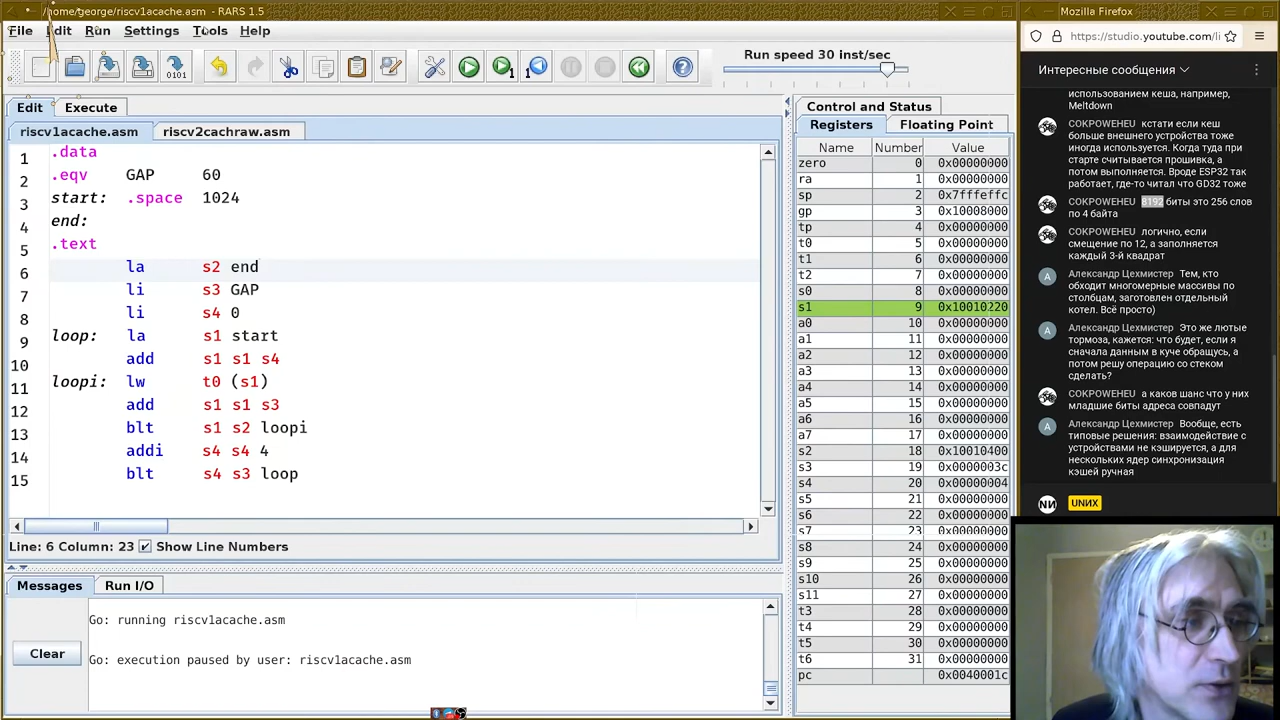 /home/george/riscv1acache.asm - RARS 1.5
File Edit Run Settings Tools Help
Run speed 30 inst/sec
Edit Execute
riscv1acache.asm riscv2cachraw.asm
1 .data
2 .eqv GAP 60
3 start: .space 1024
4 end:
5 .text
6 la s2 end
7 li s3 GAP
8 li s4 0
9 loop: la s1 start
10 add s1 s1 s4
11 loopi: lw t0 (s1)
12 add s1 s1 s3
13 blt s1 s2 loopi
14 addi s4 s4 4
15 blt s4 s3 loop
Line: 6 Column: 23 Show Line Numbers
Messages Run I/O
Go: running riscv1acache.asm
Clear
Go: execution paused by user: riscv1acache.asm
Control and Status
Registers Floating Point
Name Number Value
zero 0 0x00000000
ra 1 0x00000000
sp 2 0x7fffeffc
gp 3 0x10008000
tp 4 0x00000000
t0 5 0x00000000
t1 6 0x00000000
t2 7 0x00000000
s0 8 0x00000000
s1 9 0x10010220
a0 10 0x00000000
a1 11 0x00000000
a2 12 0x00000000
a3 13 0x00000000
a4 14 0x00000000
a5 15 0x00000000
a6 16 0x00000000
a7 17 0x00000000
s2 18 0x10010400
s3 19 0x0000003c
s4 20 0x00000004
s5 21 0x00000000
s6 22 0x00000000
s7 23 0x00000000
s8 24 0x00000000
s9 25 0x00000000
s10 26 0x00000000
s11 27 0x00000000
t3 28 0x00000000
t4 29 0x00000000
t5 30 0x00000000
t6 31 0x00000000
pc 0x0040001c
Mozilla Firefox
https://studio.youtube.com/li
Интересные сообщения
использованием кеша, например,
Meltdown
COKPOWEHEU кстати если кеш
больше внешнего устройства тоже
иногда используется. Когда туда при
старте считывается прошивка, а
потом выполняется. Вроде ESP32 так
работает, где-то читал что GD32 тоже
COKPOWEHEU 8192 биты это 256 слов
по 4 байта
COKPOWEHEU логично, если
смещение по 12, а заполняется
каждый 3-й квадрат
Александр Цехмистер Тем, кто
обходит многомерные массивы по
столбцам, заготовлен отдельный
котел. Всё просто)
Александр Цехмистер Это же лютые
тормоза, кажется: что будет, если я
сначала данным в куче обращусь, а
потом решу операцию со стеком
сделать?
COKPOWEHEU а каков шанс что у них
младшие биты адреса совпадут
Александр Цехмистер Вообще, есть
типовые решения: взаимодействие с
устройствами не кэшируется, а для
нескольких ядер синхронизация
кэшей ручная
UNИX